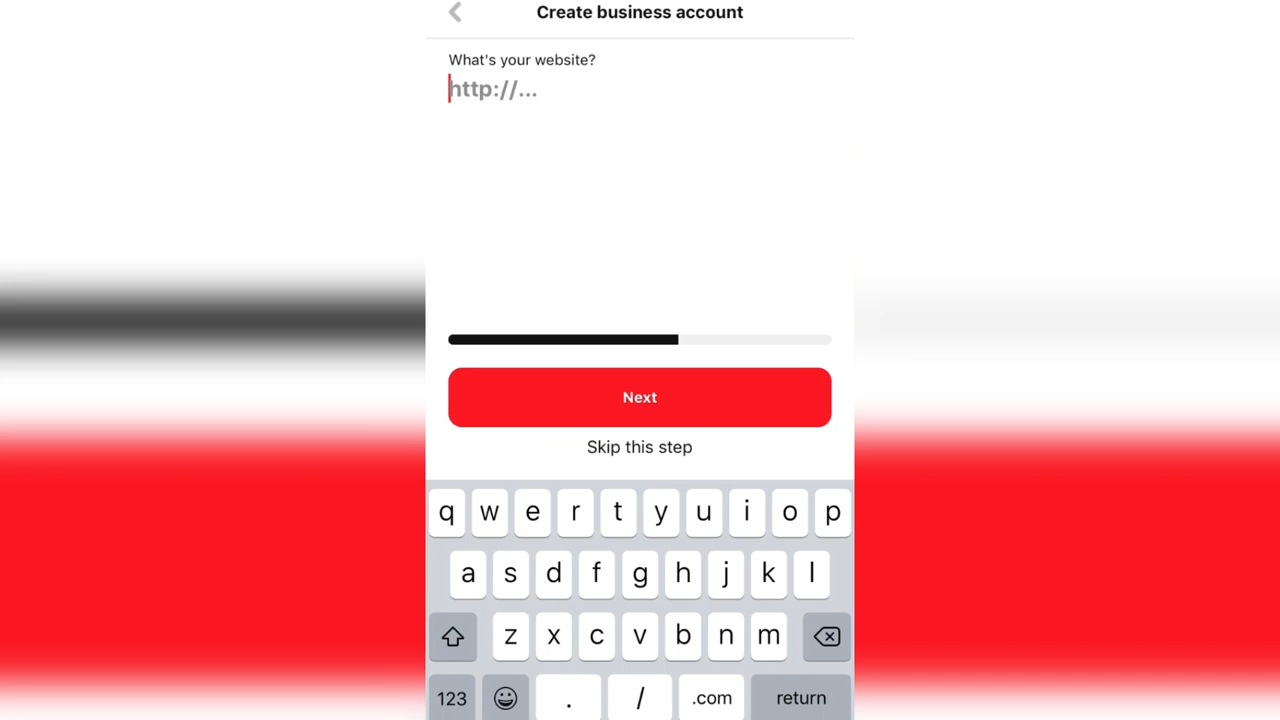 Create business account
What's your website?
http://...
Next
Skip this step
q w e r t y u i o p
a s d f g h j k l
z x c v b n m
123 . / .com return